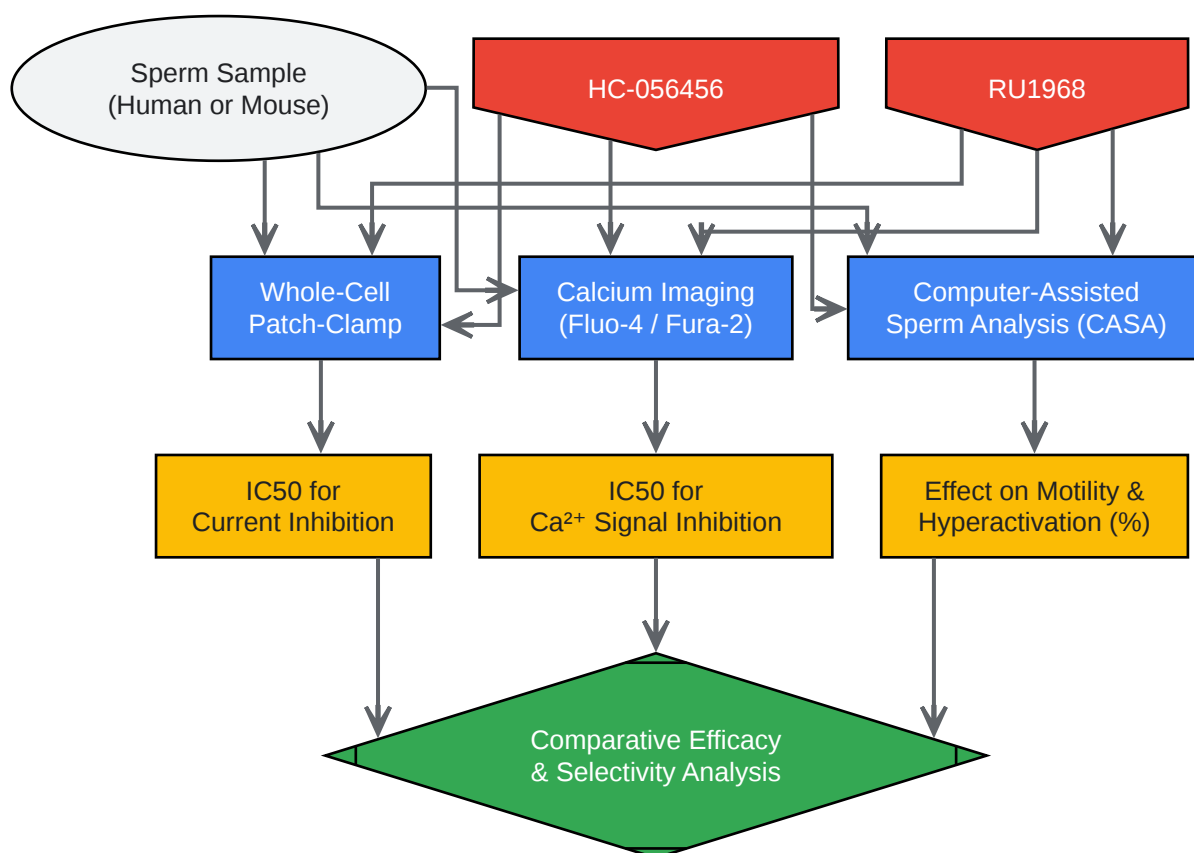 Sperm Sample
(Human or Mouse)
HC-056456
RU1968
Whole-Cell
Patch-Clamp
Calcium Imaging
(Fluo-4 / Fura-2)
Computer-Assisted
Sperm Analysis (CASA)
IC50 for
Current Inhibition
IC50 for
Ca²⁺ Signal Inhibition
Effect on Motility &
Hyperactivation (%)
Comparative Efficacy
& Selectivity Analysis